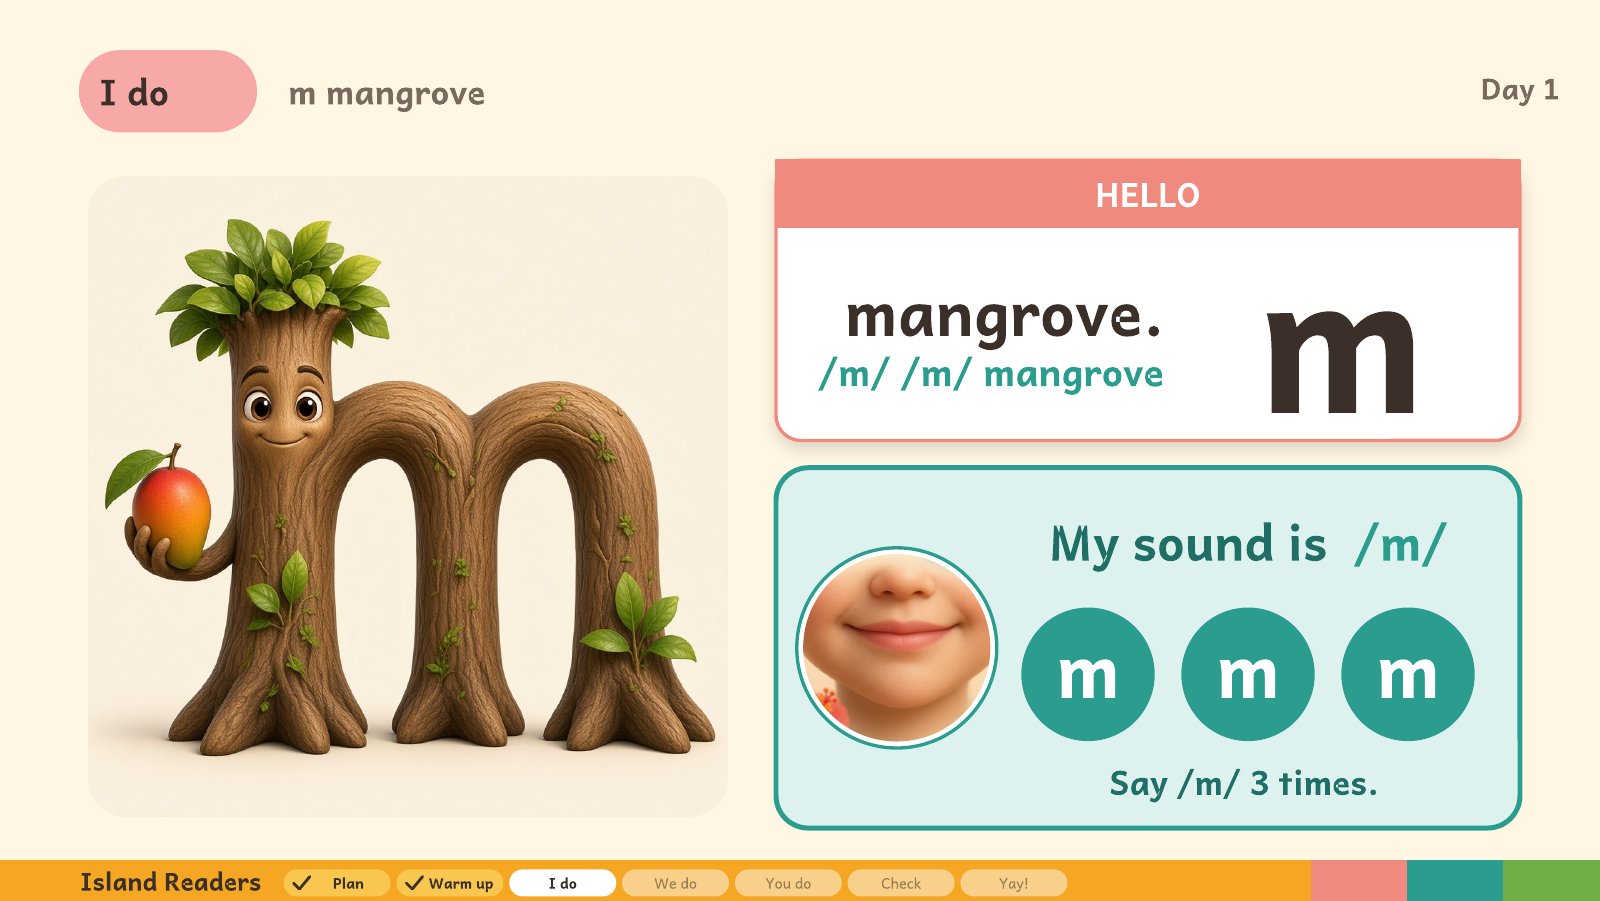 I do
m mangrove
Day 1
HELLO
mangrove.
/m/ /m/ mangrove
m
My sound is /m/
m m m
Say /m/ 3 times.
Island Readers
Plan
Warm up
I do
We do
You do
Check
Yay!